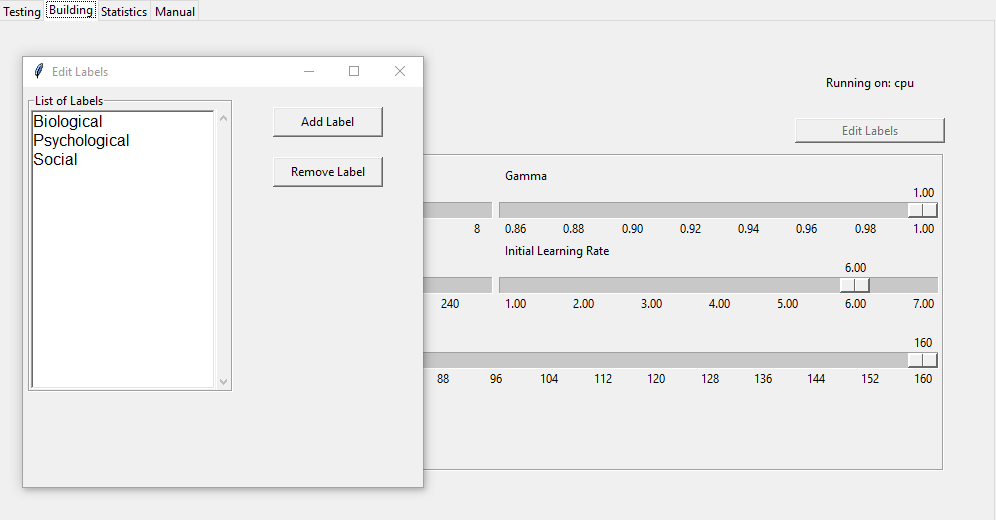 Testing Building Statistics Manual
Edit Labels
List of Labels
Biological
Psychological
Social
Add Label
Remove Label
Running on: cpu
Edit Labels
Gamma
1.00
8 0.86 0.88 0.90 0.92 0.94 0.96 0.98 1.00
Initial Learning Rate
6.00
240 1.00 2.00 3.00 4.00 5.00 6.00 7.00
160
88 96 104 112 120 128 136 144 152 160